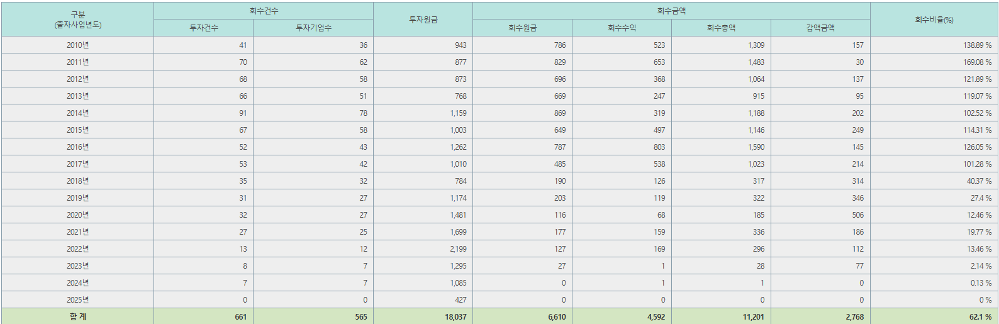 구분 (출자사업년도) 회수건수 투자원금 회수금액 회수비율(%)
투자건수 투자기업수 회수원금 회수수익 회수총액 감액금액
2010년 41 36 943 786 523 1,309 157 138.89 %
2011년 70 62 877 829 653 1,483 30 169.08 %
2012년 68 58 873 696 368 1,064 137 121.89 %
2013년 66 51 768 669 247 915 95 119.07 %
2014년 91 78 1,159 869 319 1,188 202 102.52 %
2015년 67 58 1,003 649 497 1,146 249 114.31 %
2016년 52 43 1,262 787 803 1,590 145 126.05 %
2017년 53 42 1,010 485 538 1,023 214 101.28 %
2018년 35 32 784 190 126 317 314 40.37 %
2019년 31 27 1,174 203 119 322 346 27.4 %
2020년 32 27 1,481 116 68 185 506 12.46 %
2021년 27 25 1,699 177 159 336 186 19.77 %
2022년 13 12 2,199 127 169 296 112 13.46 %
2023년 8 7 1,295 27 1 28 77 2.14 %
2024년 7 7 1,085 0 1 1 0 0.13 %
2025년 0 0 427 0 0 0 0 0 %
합 계 661 565 18,037 6,610 4,592 11,201 2,768 62.1 %